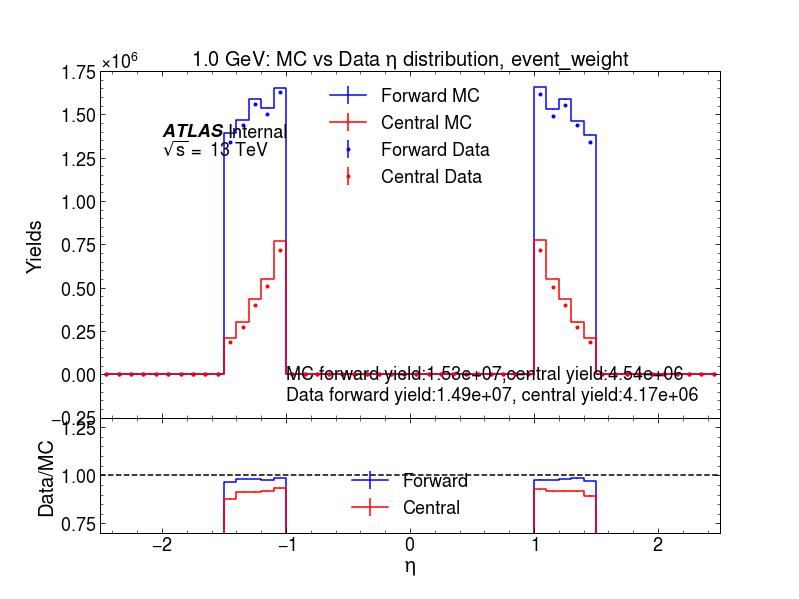 1.0 GeV: MC vs Data η distribution, event_weight
×10⁶
1.75
1.50
1.25
1.00
0.75
0.50
0.25
0.00
−0.25
Yields
ATLAS Internal
√s = 13 TeV
Forward MC
Central MC
Forward Data
Central Data
MC forward yield:1.53e+07,central yield:4.54e+06
Data forward yield:1.49e+07, central yield:4.17e+06
1.25
1.00
0.75
Data/MC
Forward
Central
−2
−1
0
1
2
η